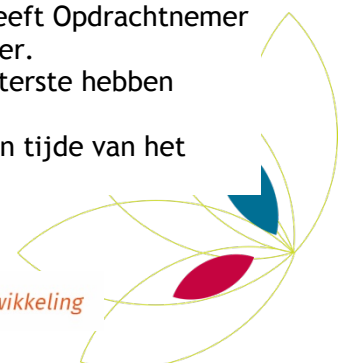 eeft Opdrachtnemer
er.
terste hebben
n tijde van het
wikkeling